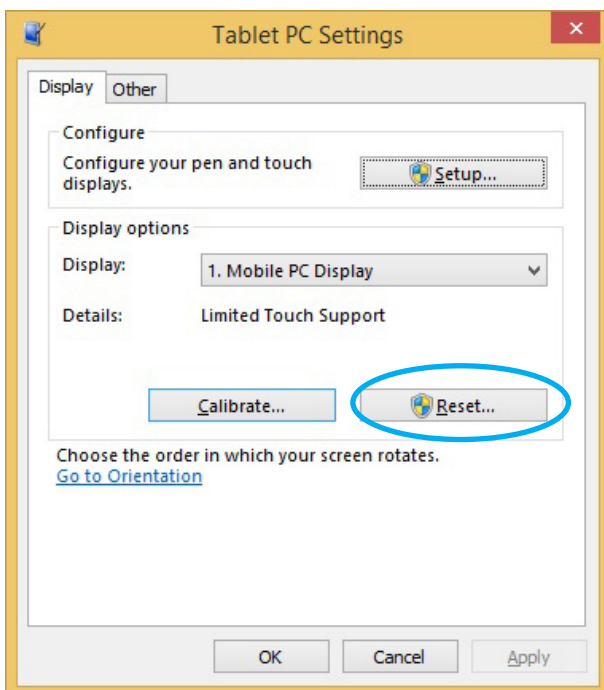 Tablet PC Settings
Display
Other
Configure
Configure your pen and touch
displays.
Setup...
Display options
Display:
1. Mobile PC Display
Details:
Limited Touch Support
Calibrate...
Reset...
Choose the order in which your screen rotates.
Go to Orientation
OK
Cancel
Apply